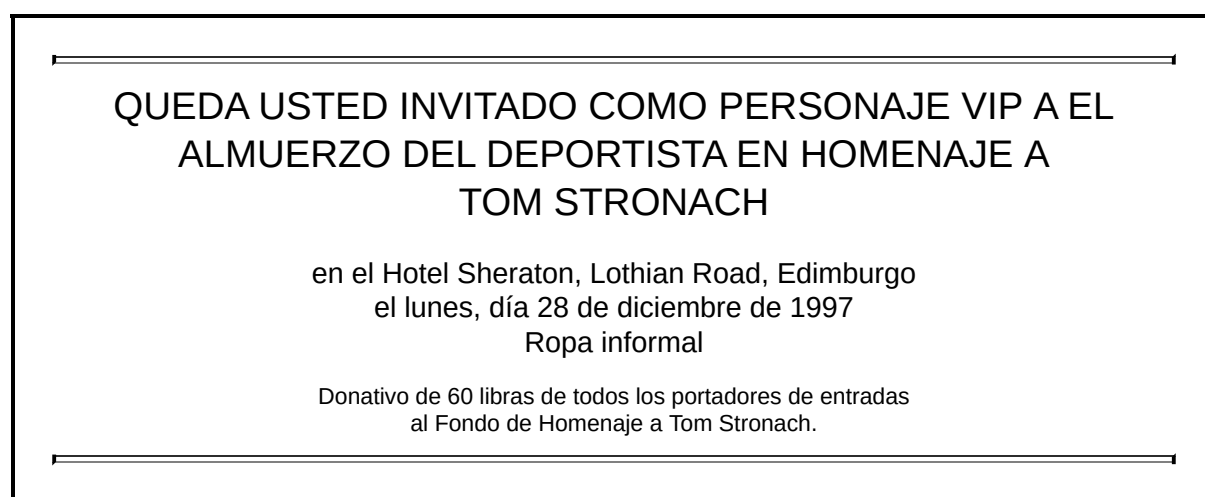 QUEDA USTED INVITADO COMO PERSONAJE VIP A EL
ALMUERZO DEL DEPORTISTA EN HOMENAJE A
TOM STRONACH
en el Hotel Sheraton, Lothian Road, Edimburgo
el lunes, día 28 de diciembre de 1997
Ropa informal
Donativo de 60 libras de todos los portadores de entradas
al Fondo de Homenaje a Tom Stronach.